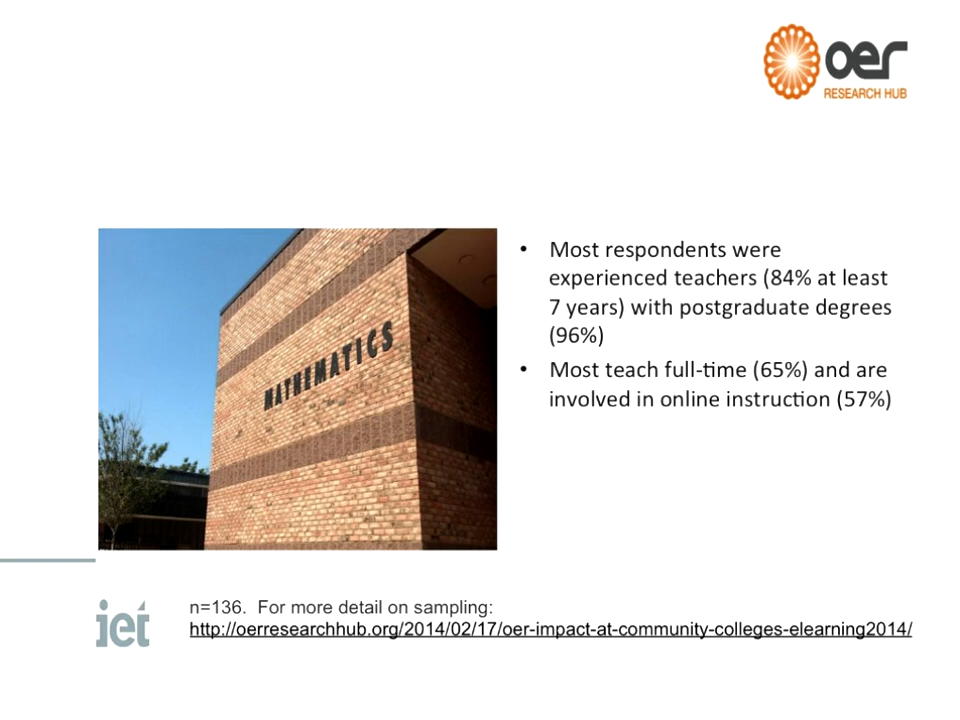 oer
RESEARCH HUB
• Most respondents were
experienced teachers (84% at least
7 years) with postgraduate degrees
(96%)
• Most teach full-time (65%) and are
involved in online instruction (57%)
MATHEMATICS
iet
n=136.  For more detail on sampling:
http://oerresearchhub.org/2014/02/17/oer-impact-at-community-colleges-elearning2014/